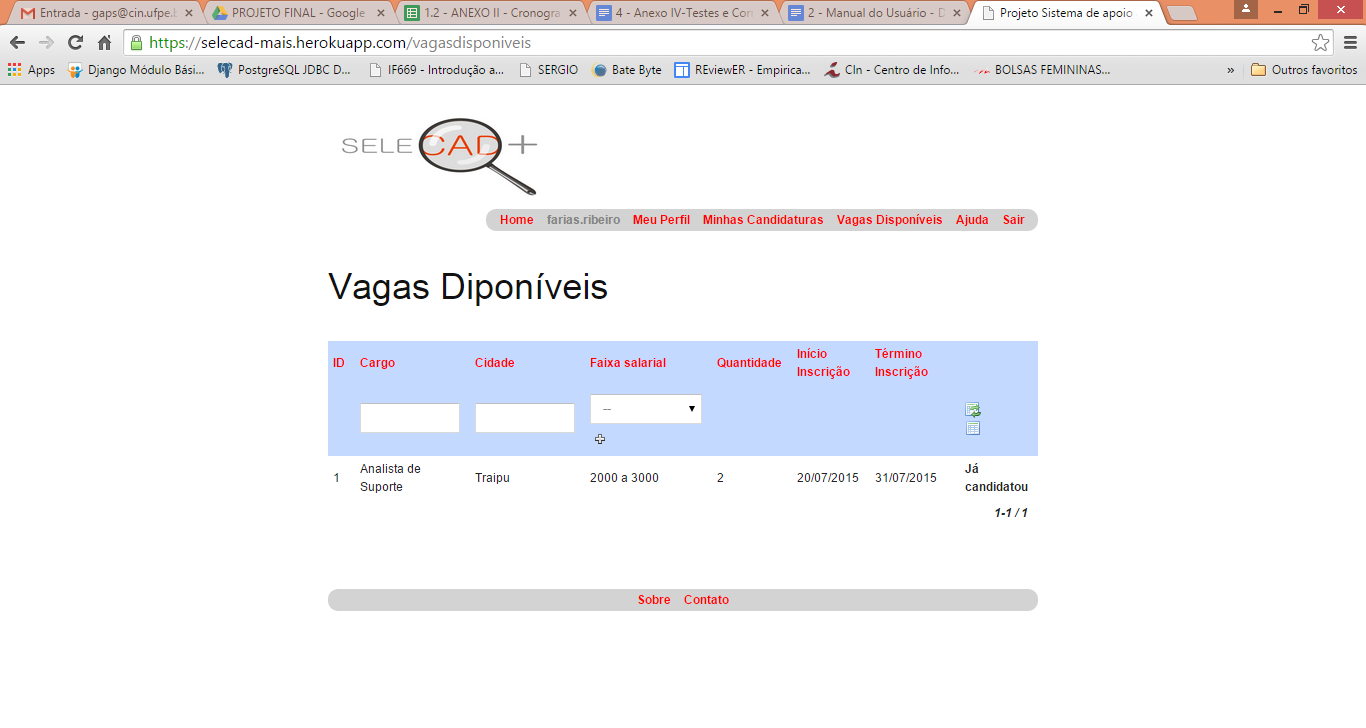 Entrada - gaps@cin.ufpe.b
PROJETO FINAL - Google
1.2 - ANEXO II - Cronogra
4 - Anexo IV-Testes e Corr
2 - Manual do Usuário - D
Projeto Sistema de apoio
https://selecad-mais.herokuapp.com/vagasdisponiveis
Apps Django Módulo Bási... PostgreSQL JDBC D... IF669 - Introdução a... SERGIO Bate Byte REviewER - Empirica... CIn - Centro de Info... BOLSAS FEMININAS... » Outros favoritos
SELECAD+
Home farias.ribeiro Meu Perfil Minhas Candidaturas Vagas Disponíveis Ajuda Sair
Vagas Diponíveis
ID Cargo Cidade Faixa salarial Quantidade Início Inscrição Término Inscrição
--
1 Analista de Suporte Traipu 2000 a 3000 2 20/07/2015 31/07/2015 Já candidatou
1-1 / 1
Sobre Contato